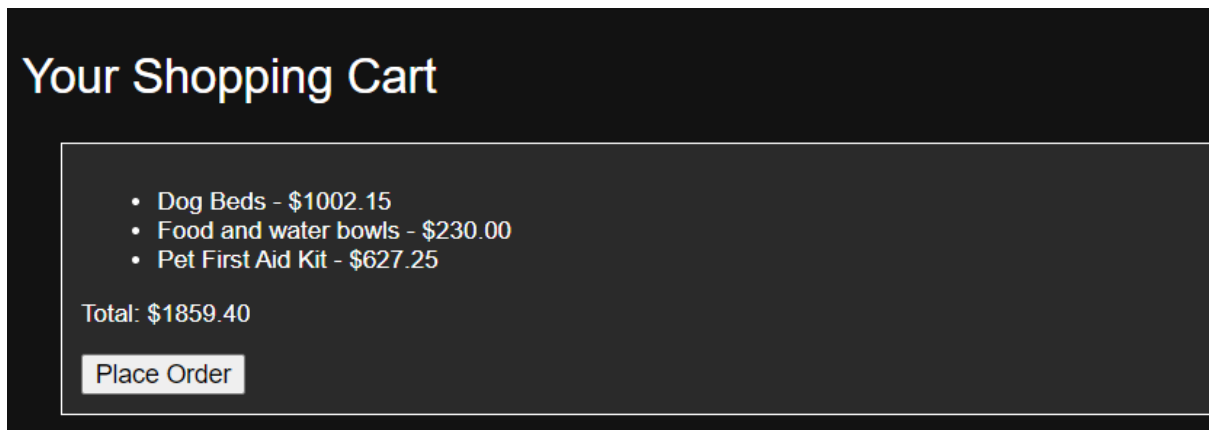 Your Shopping Cart
• Dog Beds - $1002.15
• Food and water bowls - $230.00
• Pet First Aid Kit - $627.25
Total: $1859.40
Place Order